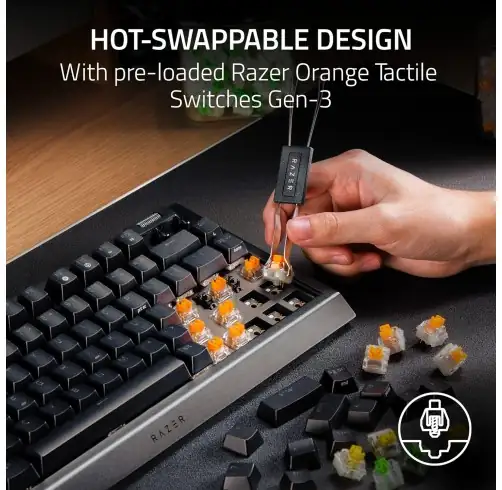 HOT-SWAPPABLE DESIGN
With pre-loaded Razer Orange Tactile
Switches Gen-3
RAZER
RAZER